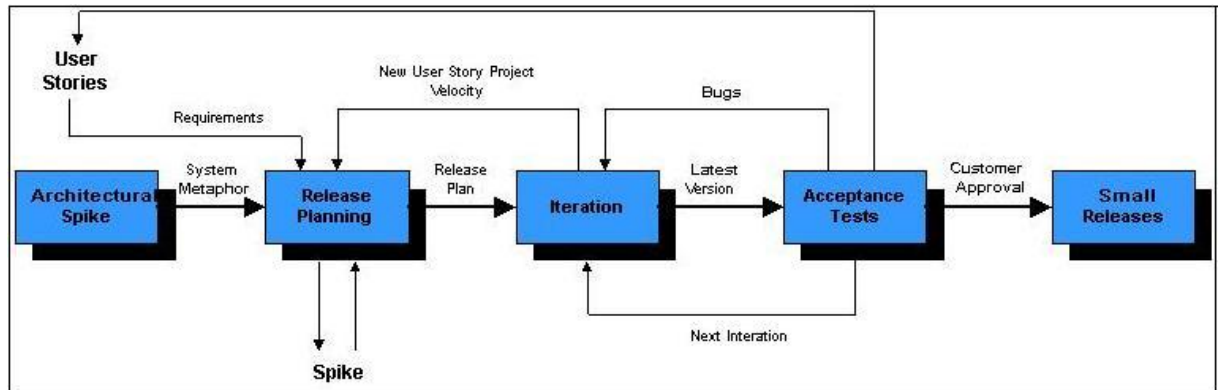 User
Stories
New User Story Project
Velocity
Bugs
Requirements
System
Metaphor
Release
Plan
Latest
Version
Customer
Approval
Architectural
Spike
Release
Planning
Iteration
Acceptance
Tests
Small
Releases
Next Interation
Spike